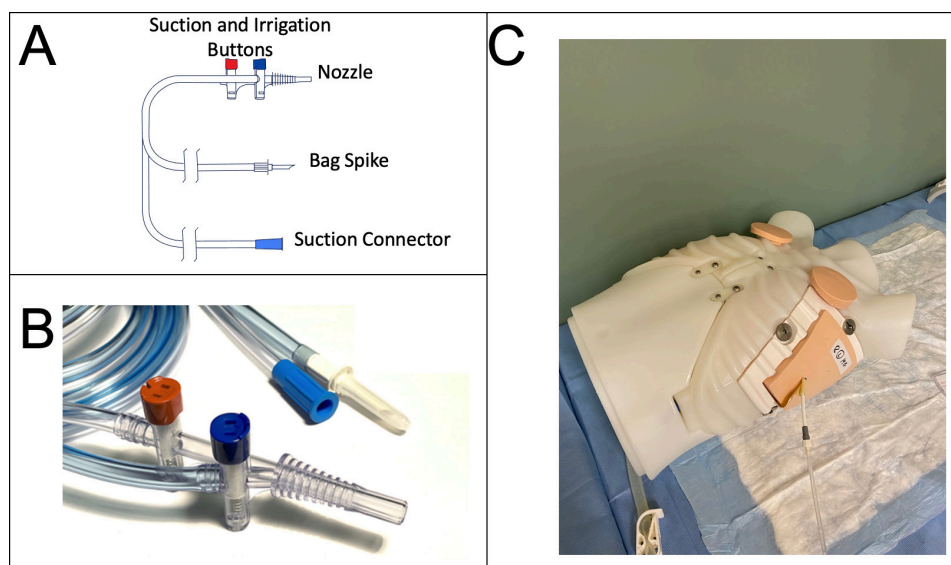 A
Suction and Irrigation
Buttons
Nozzle
Bag Spike
Suction Connector
B
C